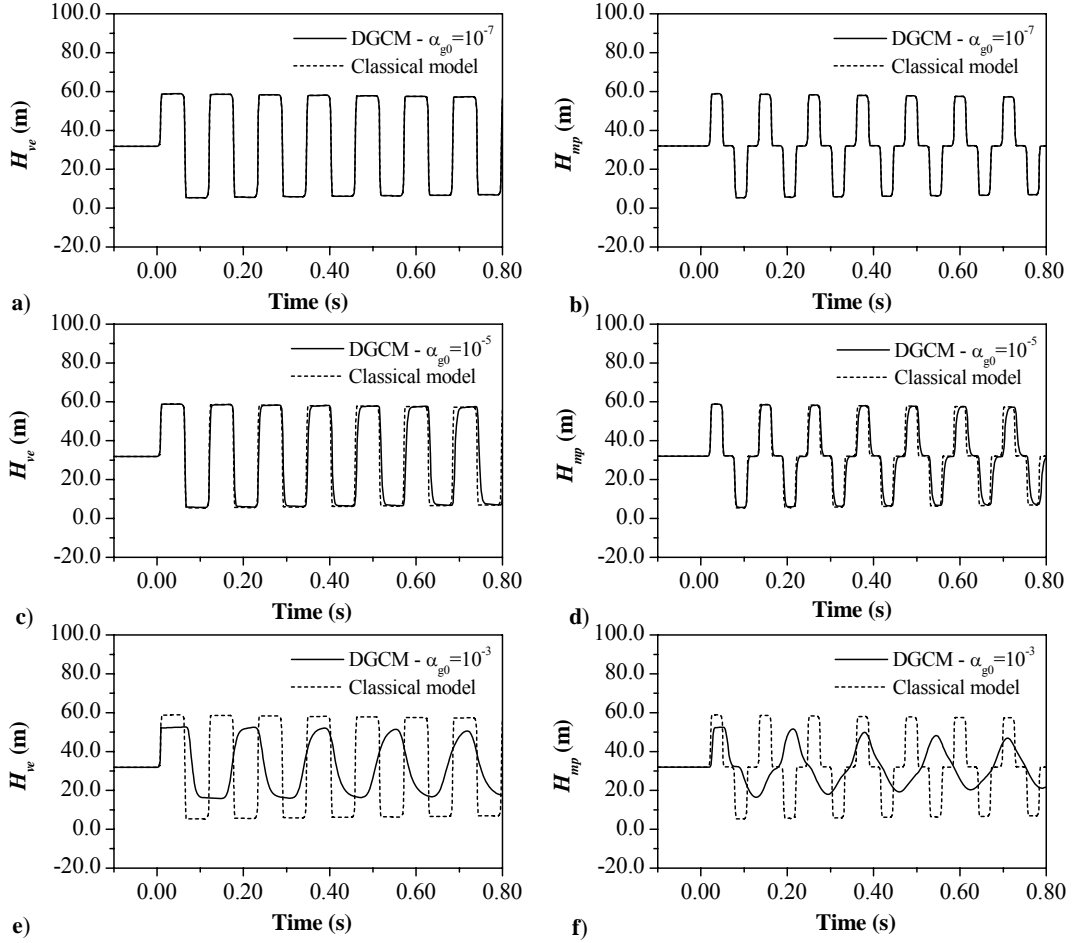 100.0
80.0
60.0
40.0
20.0
0.0
-20.0
H_ve (m)
DGCM - α_g0=10^-7
Classical model
0.00 0.20 0.40 0.60 0.80
Time (s)
a)
100.0
80.0
60.0
40.0
20.0
0.0
-20.0
H_mp (m)
DGCM - α_g0=10^-7
Classical model
0.00 0.20 0.40 0.60 0.80
Time (s)
b)
100.0
80.0
60.0
40.0
20.0
0.0
-20.0
H_ve (m)
DGCM - α_g0=10^-5
Classical model
0.00 0.20 0.40 0.60 0.80
Time (s)
c)
100.0
80.0
60.0
40.0
20.0
0.0
-20.0
H_mp (m)
DGCM - α_g0=10^-5
Classical model
0.00 0.20 0.40 0.60 0.80
Time (s)
d)
100.0
80.0
60.0
40.0
20.0
0.0
-20.0
H_ve (m)
DGCM - α_g0=10^-3
Classical model
0.00 0.20 0.40 0.60 0.80
Time (s)
e)
100.0
80.0
60.0
40.0
20.0
0.0
-20.0
H_mp (m)
DGCM - α_g0=10^-3
Classical model
0.00 0.20 0.40 0.60 0.80
Time (s)
f)